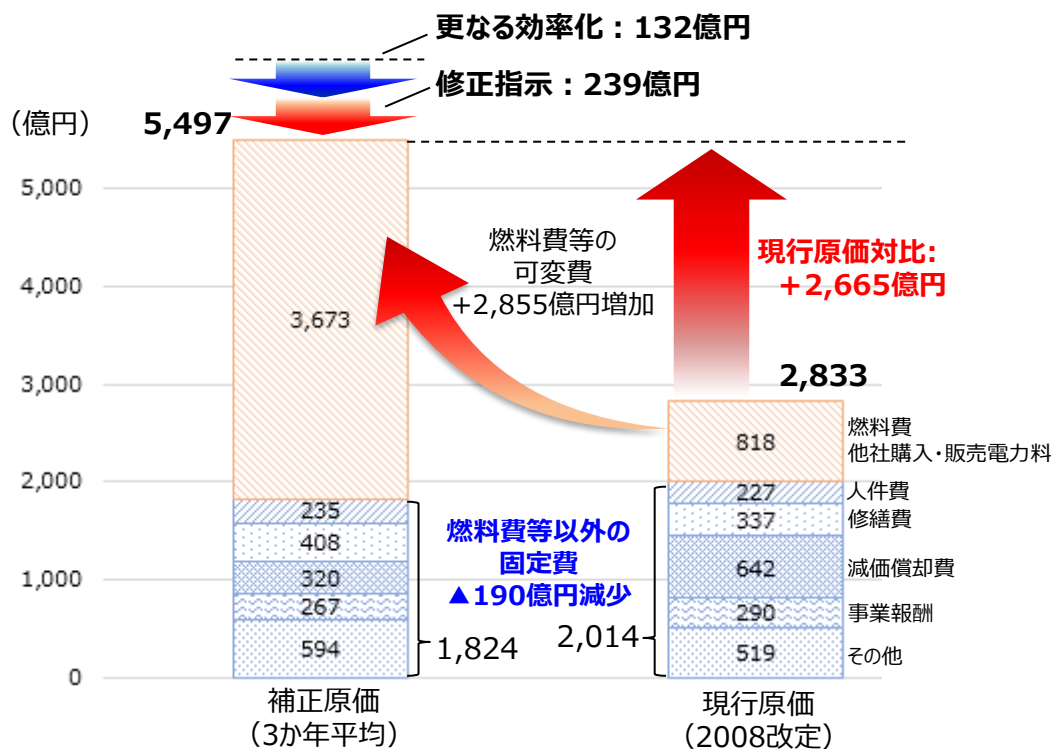 更なる効率化：132億円
修正指示：239億円
（億円）
5,497
5,000
4,000
3,000
2,000
1,000
0
3,673
235
408
320
267
594
燃料費等の
可変費
+2,855億円増加
現行原価対比:
+2,665億円
2,833
818
227
337
642
290
519
燃料費
他社購入・販売電力料
人件費
修繕費
減価償却費
事業報酬
その他
燃料費等以外の
固定費
▲190億円減少
1,824
2,014
補正原価
（3か年平均）
現行原価
（2008改定）